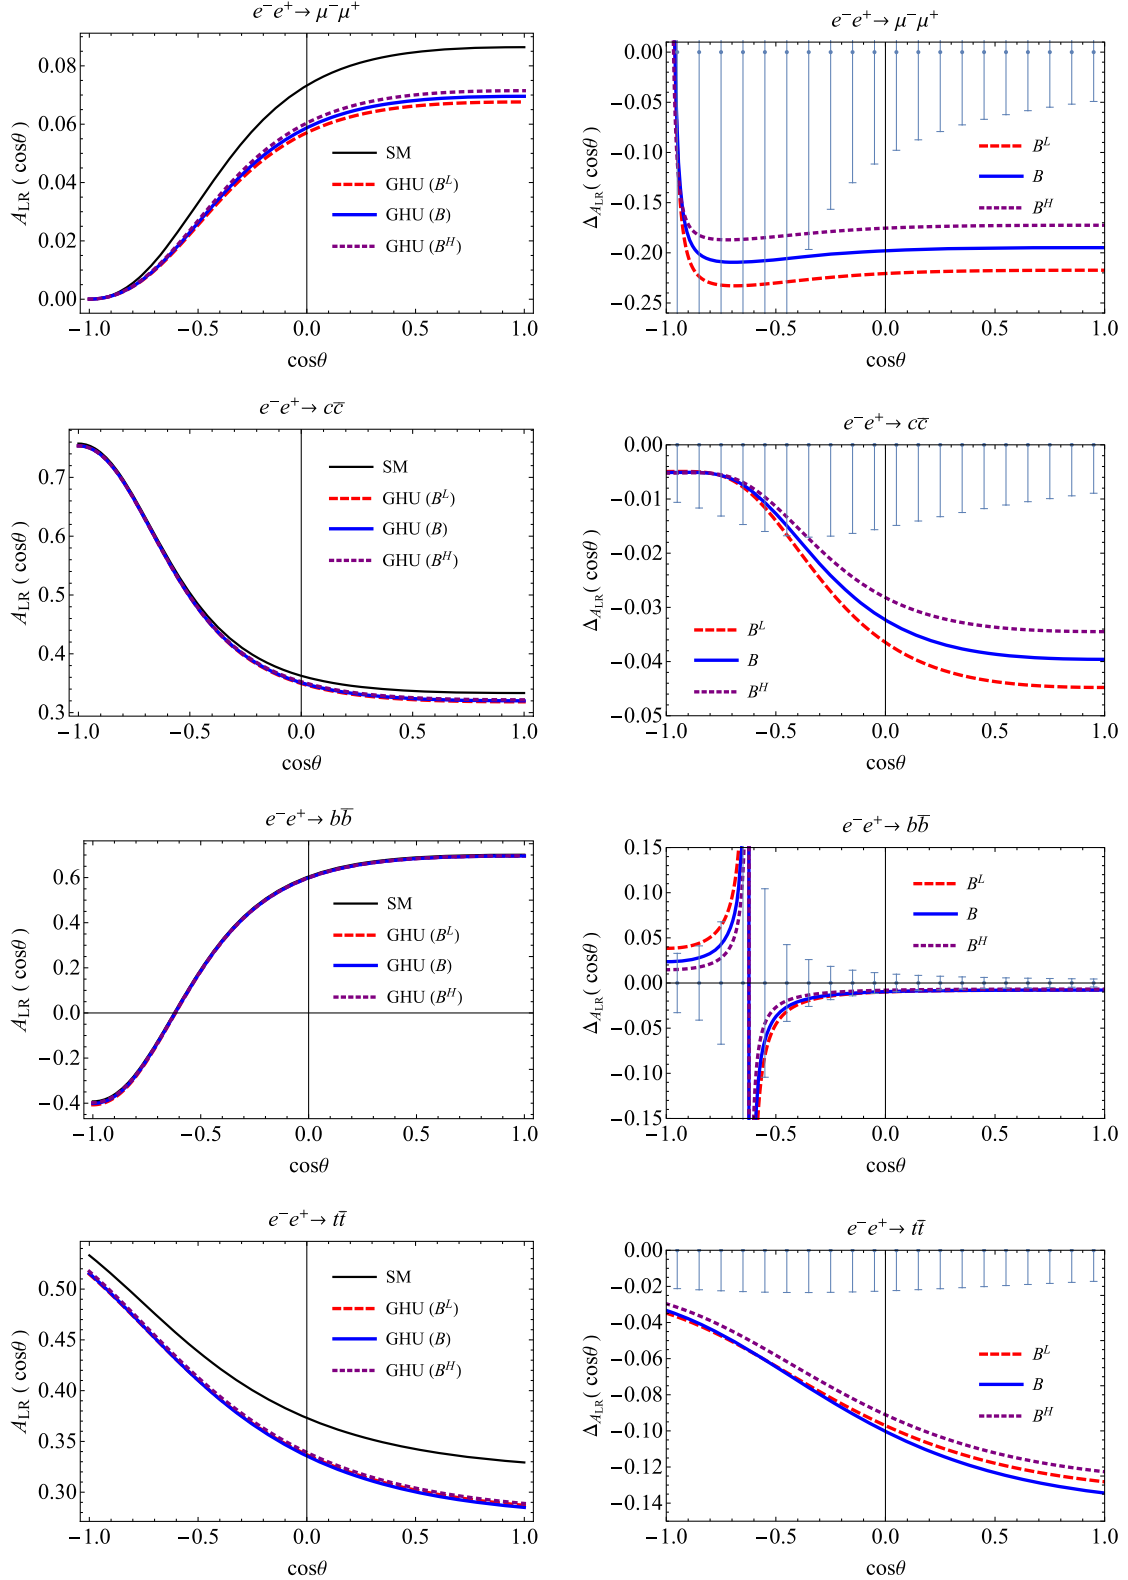 e⁻e⁺→ μ⁻μ⁺
A_LR ( cosθ)
0.08
0.06
0.04
0.02
0.00
SM
GHU (B^L)
GHU (B)
GHU (B^H)
−1.0 −0.5 0.0 0.5 1.0
cosθ
e⁻e⁺→ μ⁻μ⁺
Δ_{A_LR}( cosθ)
0.00
−0.05
−0.10
−0.15
−0.20
−0.25
B^L
B
B^H
−1.0 −0.5 0.0 0.5 1.0
cosθ
e⁻e⁺→ cc̅
A_LR ( cosθ)
0.7
0.6
0.5
0.4
0.3
SM
GHU (B^L)
GHU (B)
GHU (B^H)
−1.0 −0.5 0.0 0.5 1.0
cosθ
e⁻e⁺→ cc̅
Δ_{A_LR}( cosθ)
0.00
−0.01
−0.02
−0.03
−0.04
−0.05
B^L
B
B^H
−1.0 −0.5 0.0 0.5 1.0
cosθ
e⁻e⁺→ bb̅
A_LR ( cosθ)
0.6
0.4
0.2
0.0
−0.2
−0.4
SM
GHU (B^L)
GHU (B)
GHU (B^H)
−1.0 −0.5 0.0 0.5 1.0
cosθ
e⁻e⁺→ bb̅
Δ_{A_LR}( cosθ)
0.15
0.10
0.05
0.00
−0.05
−0.10
−0.15
B^L
B
B^H
−1.0 −0.5 0.0 0.5 1.0
cosθ
e⁻e⁺→ tt̅
A_LR ( cosθ)
0.50
0.45
0.40
0.35
0.30
SM
GHU (B^L)
GHU (B)
GHU (B^H)
−1.0 −0.5 0.0 0.5 1.0
cosθ
e⁻e⁺→ tt̅
Δ_{A_LR}( cosθ)
0.00
−0.02
−0.04
−0.06
−0.08
−0.10
−0.12
−0.14
B^L
B
B^H
−1.0 −0.5 0.0 0.5 1.0
cosθ